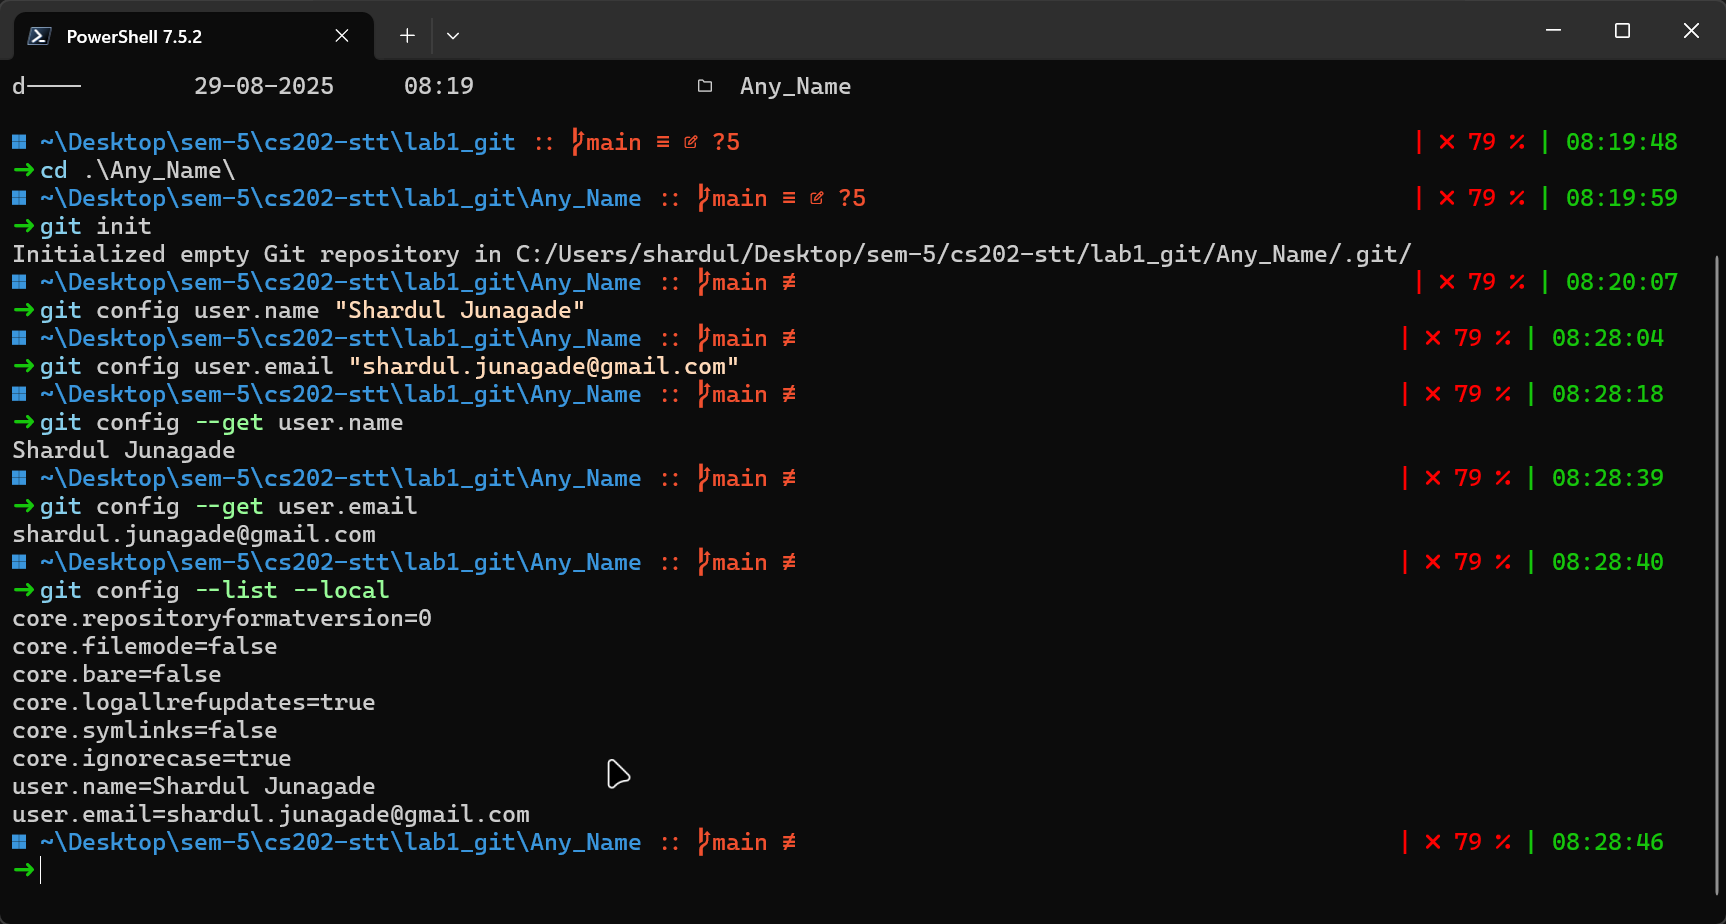 PowerShell 7.5.2
d---- 29-08-2025 08:19 Any_Name
~\Desktop\sem-5\cs202-stt\lab1_git :: main ≡ ?5 | × 79 % | 08:19:48
→cd .\Any_Name\
~\Desktop\sem-5\cs202-stt\lab1_git\Any_Name :: main ≡ ?5 | × 79 % | 08:19:59
→git init
Initialized empty Git repository in C:/Users/shardul/Desktop/sem-5/cs202-stt/lab1_git/Any_Name/.git/
~\Desktop\sem-5\cs202-stt\lab1_git\Any_Name :: main ≢ | × 79 % | 08:20:07
→git config user.name "Shardul Junagade"
~\Desktop\sem-5\cs202-stt\lab1_git\Any_Name :: main ≢ | × 79 % | 08:28:04
→git config user.email "shardul.junagade@gmail.com"
~\Desktop\sem-5\cs202-stt\lab1_git\Any_Name :: main ≢ | × 79 % | 08:28:18
→git config --get user.name
Shardul Junagade
~\Desktop\sem-5\cs202-stt\lab1_git\Any_Name :: main ≢ | × 79 % | 08:28:39
→git config --get user.email
shardul.junagade@gmail.com
~\Desktop\sem-5\cs202-stt\lab1_git\Any_Name :: main ≢ | × 79 % | 08:28:40
→git config --list --local
core.repositoryformatversion=0
core.filemode=false
core.bare=false
core.logallrefupdates=true
core.symlinks=false
core.ignorecase=true
user.name=Shardul Junagade
user.email=shardul.junagade@gmail.com
~\Desktop\sem-5\cs202-stt\lab1_git\Any_Name :: main ≢ | × 79 % | 08:28:46
→